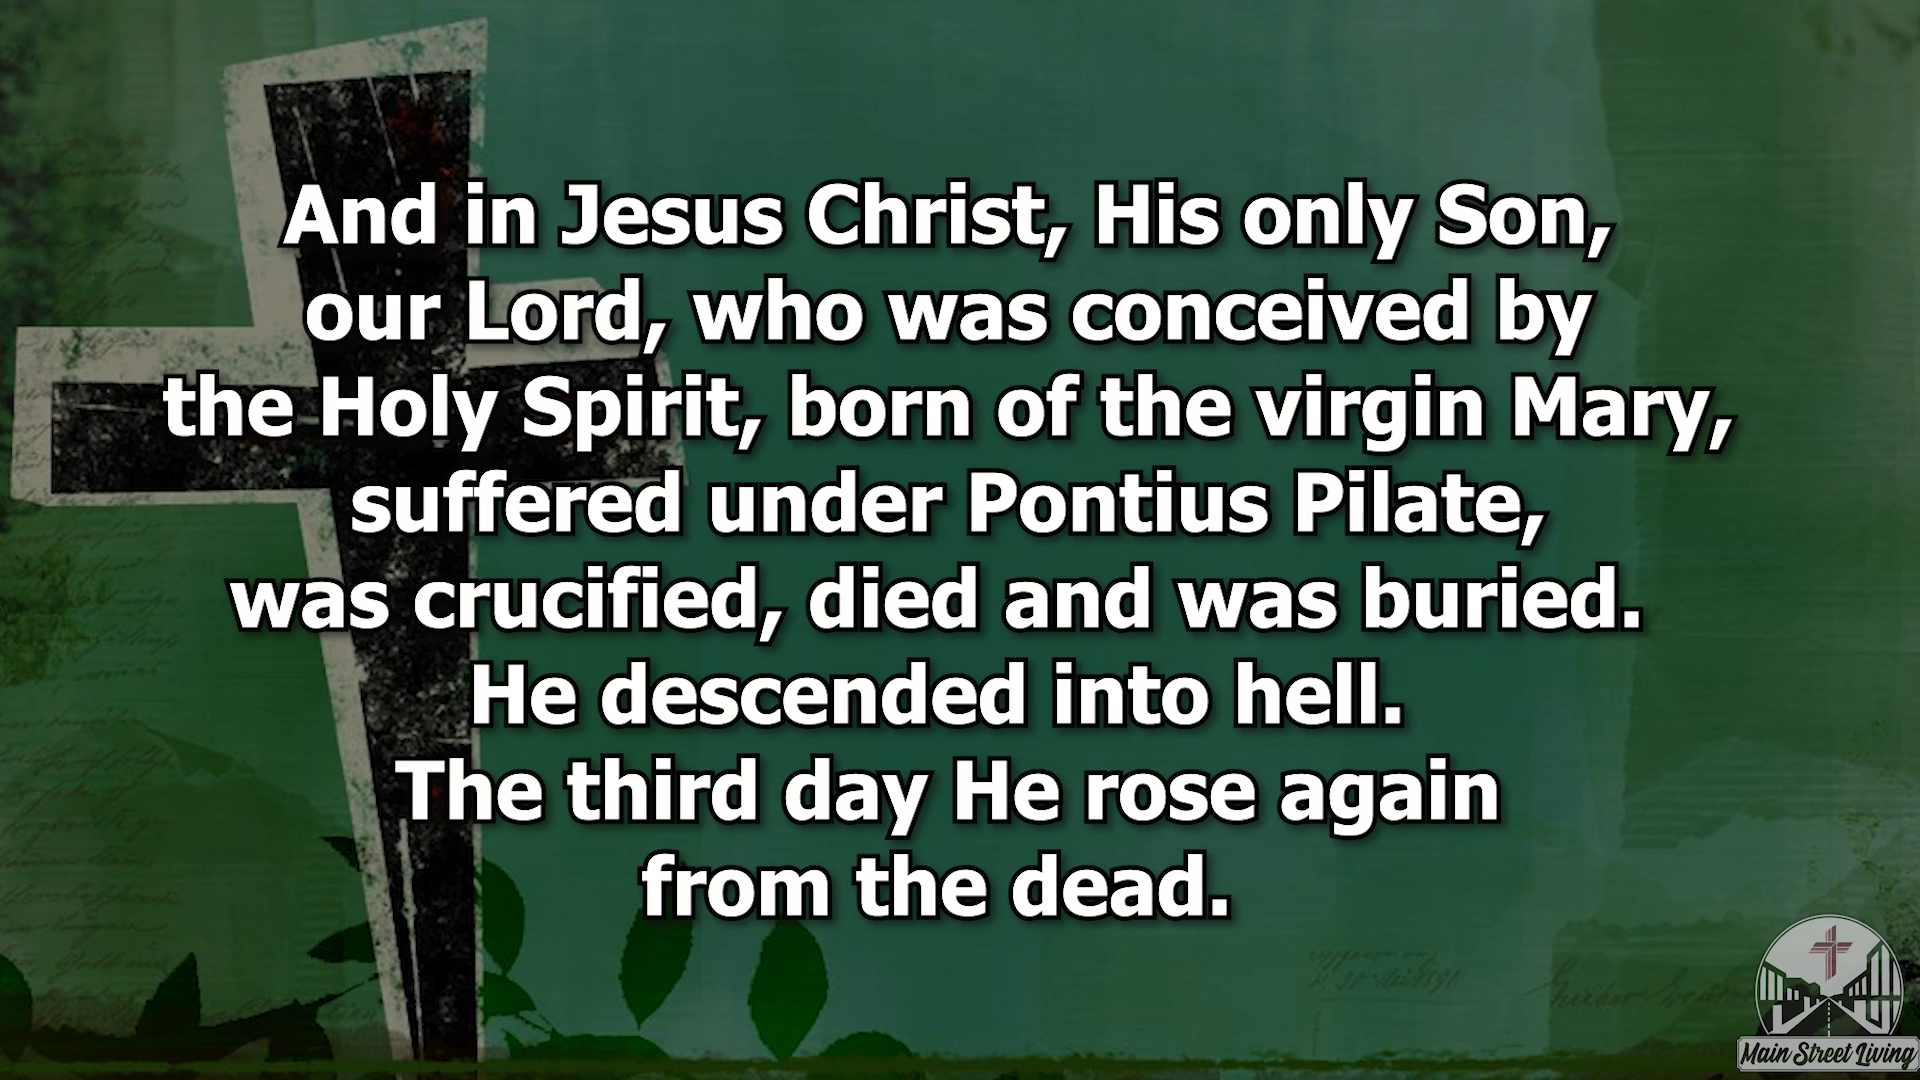 And in Jesus Christ, His only Son,
our Lord, who was conceived by
the Holy Spirit, born of the virgin Mary,
suffered under Pontius Pilate,
was crucified, died and was buried.
He descended into hell.
The third day He rose again
from the dead.
Main Street Living